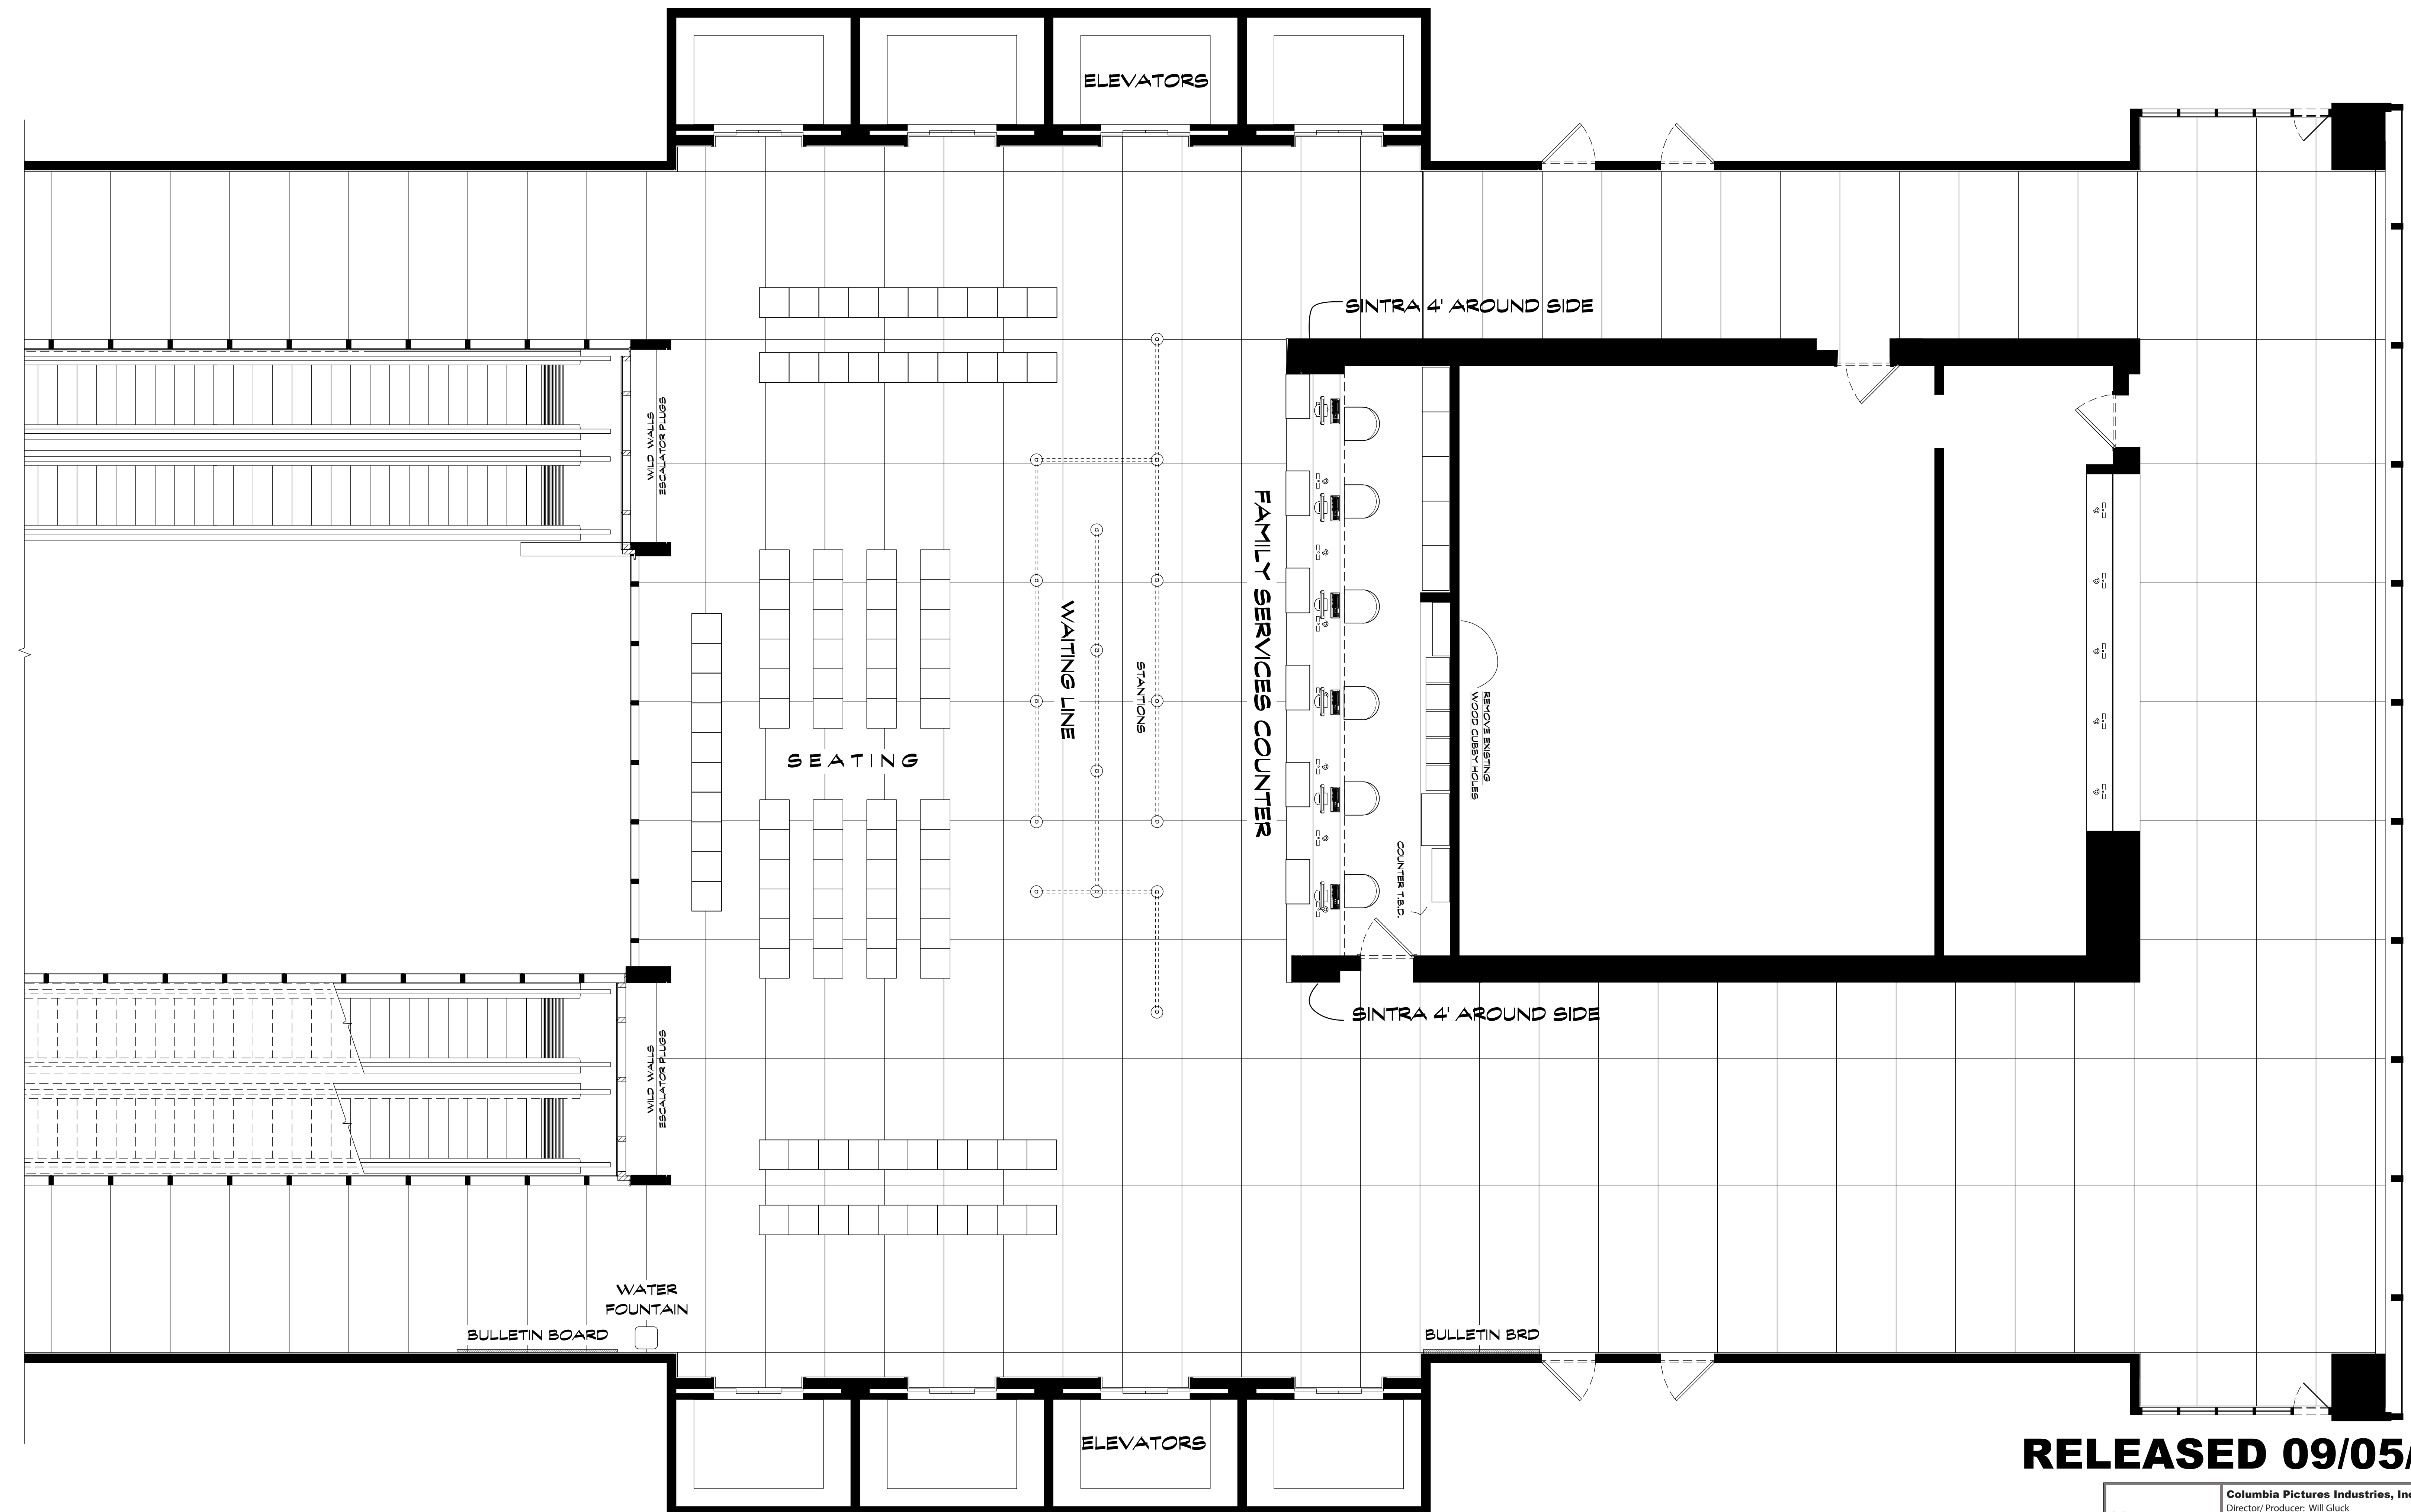 ELEVATORS
SINTRA 4' AROUND SIDE
WILD WALLS
ESCALATOR PLUGS
FAMILY SERVICES COUNTER
WAITING LINE
STANTIONS
REMOVE EXISTING
WOOD CUBBY HOLES
SEATING
COUNTER T.B.D.
SINTRA 4' AROUND SIDE
WILD WALLS
ESCALATOR PLUGS
WATER
FOUNTAIN
BULLETIN BOARD
BULLETIN BRD
ELEVATORS
RELEASED 09/05/
Columbia Pictures Industries, Inc
Director/ Producer: Will Gluck